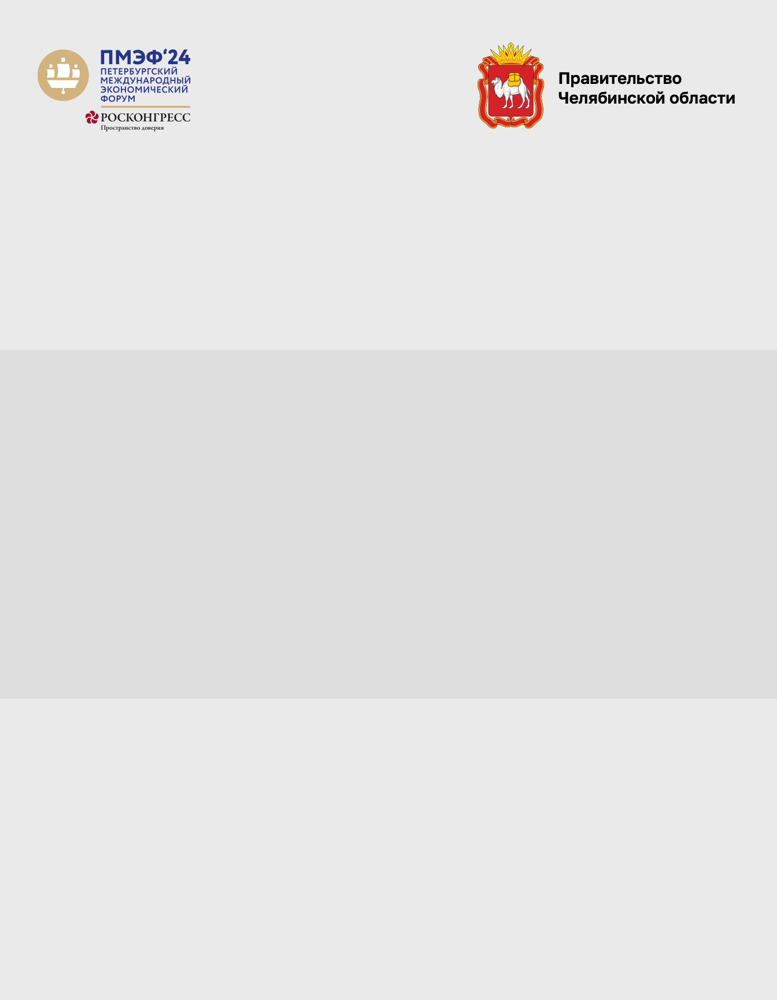 ПМЭФ‘24
ПЕТЕРБУРГСКИЙ
МЕЖДУНАРОДНЫЙ
ЭКОНОМИЧЕСКИЙ
ФОРУМ
РОСКОНГРЕСС
Пространство доверия
Правительство
Челябинской области